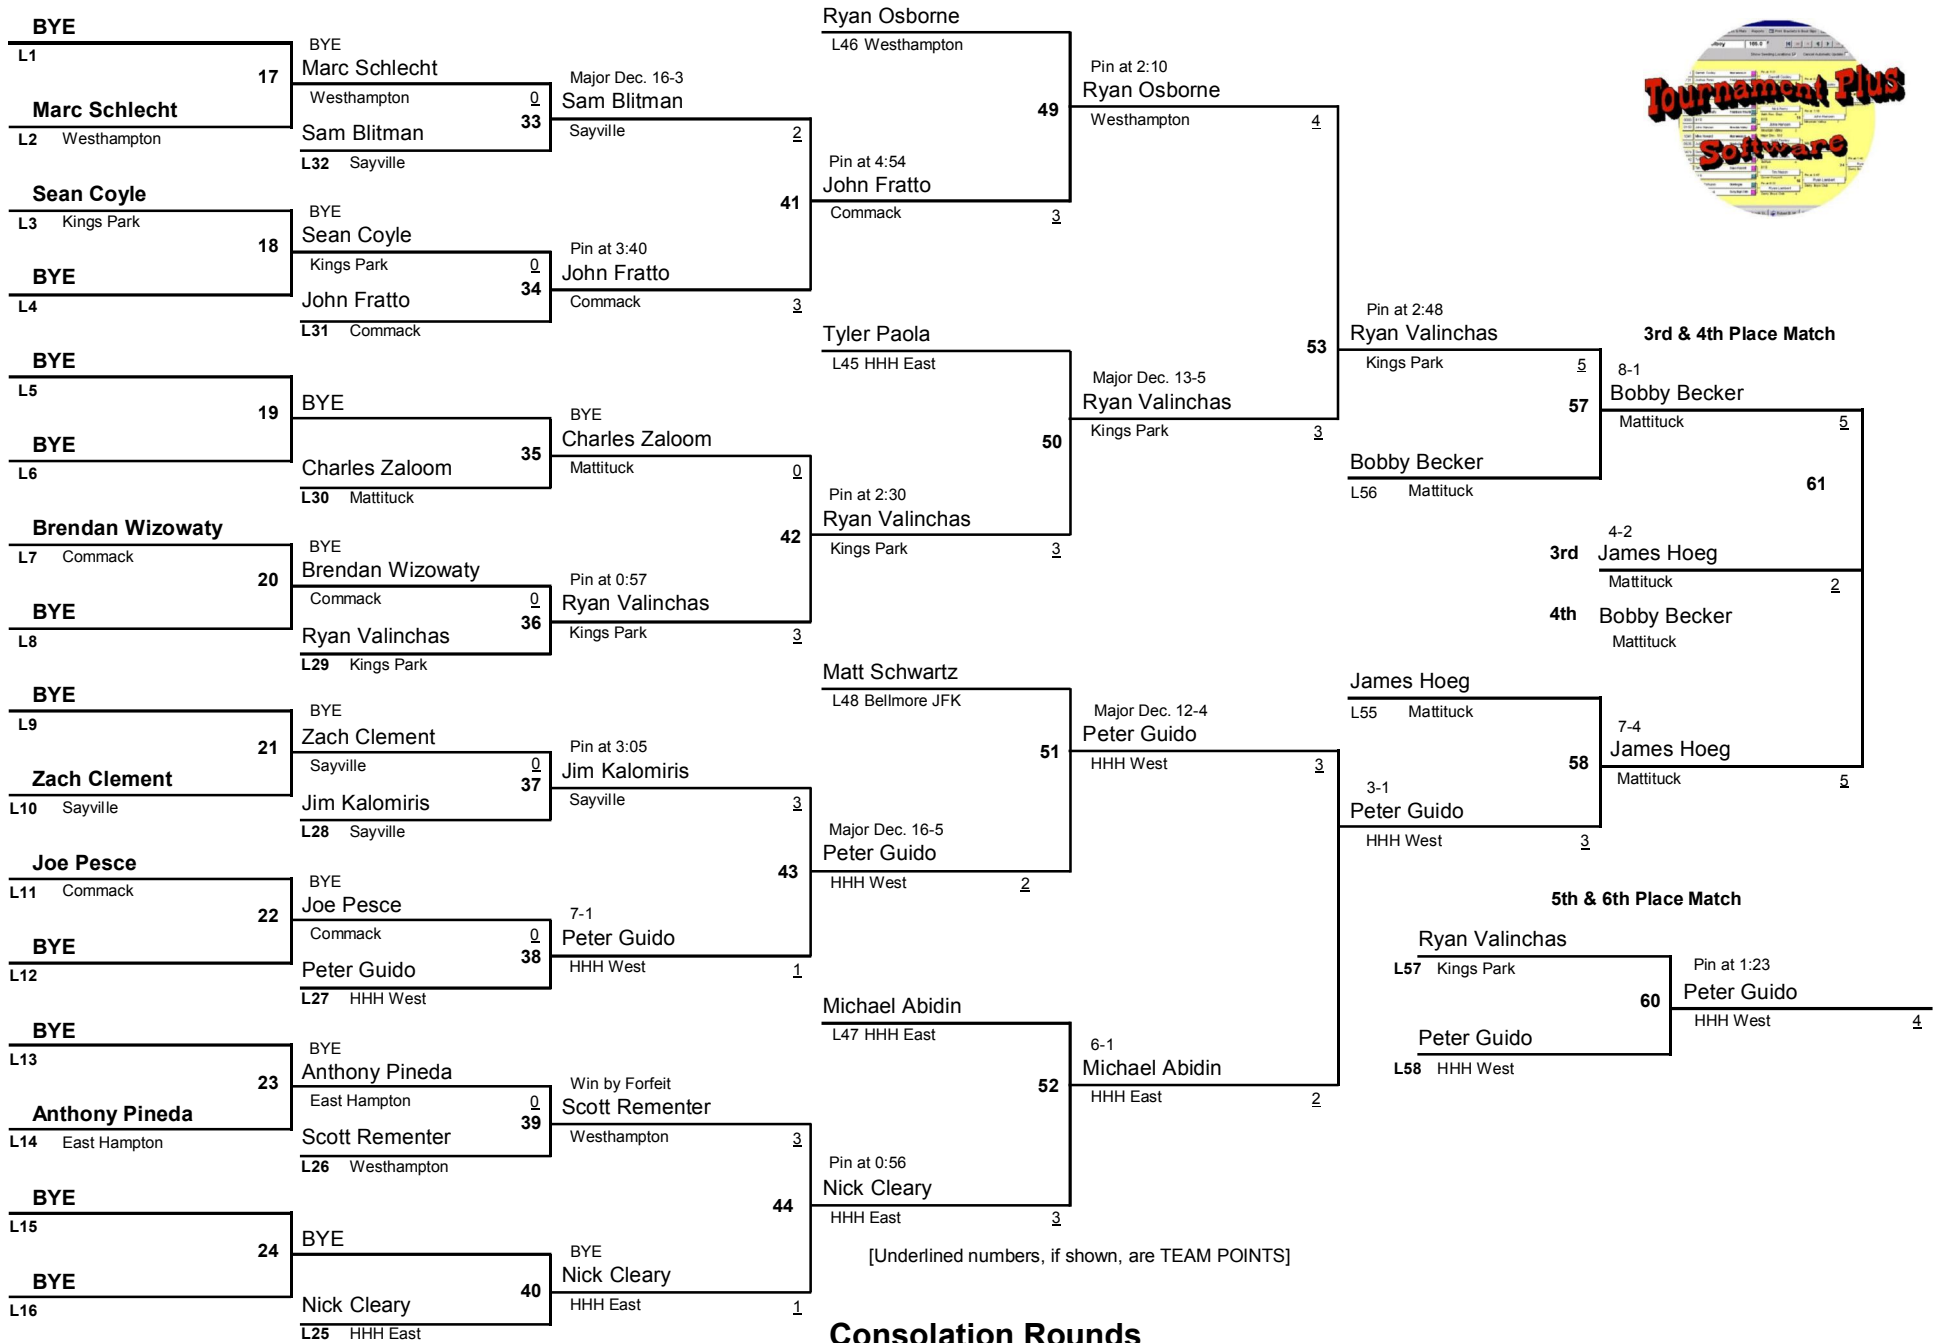 BYE
L1
17
Marc Schlecht
L2 Westhampton
Sean Coyle
L3 Kings Park
18
BYE
L4
BYE
L5
19
BYE
L6
Brendan Wizowaty
L7 Commack
20
BYE
L8
BYE
L9
21
Zach Clement
L10 Sayville
Joe Pesce
L11 Commack
22
BYE
L12
BYE
L13
23
Anthony Pineda
L14 East Hampton
BYE
L15
24
BYE
L16
BYE
Marc Schlecht
Westhampton 0
33
Sam Blitman
L32 Sayville
BYE
Sean Coyle
Kings Park 0
34
John Fratto
L31 Commack
BYE
35
Charles Zaloom
L30 Mattituck
BYE
Brendan Wizowaty
Commack 0
36
Ryan Valinchas
L29 Kings Park
BYE
Zach Clement
Sayville 0
37
Jim Kalomiris
L28 Sayville
BYE
Joe Pesce
Commack 0
38
Peter Guido
L27 HHH West
BYE
Anthony Pineda
East Hampton 0
39
Scott Rementer
L26 Westhampton
BYE
40
Nick Cleary
L25 HHH East
Major Dec. 16-3
Sam Blitman
Sayville 2
41
Pin at 3:40
John Fratto
Commack 3
BYE
Charles Zaloom
Mattituck 0
42
Pin at 0:57
Ryan Valinchas
Kings Park 3
Pin at 3:05
Jim Kalomiris
Sayville 3
43
7-1
Peter Guido
HHH West 1
Win by Forfeit
Scott Rementer
Westhampton 3
44
BYE
Nick Cleary
HHH East 1
Ryan Osborne
L46 Westhampton
49
Pin at 4:54
John Fratto
Commack 3
Tyler Paola
L45 HHH East
50
Pin at 2:30
Ryan Valinchas
Kings Park 3
Matt Schwartz
L48 Bellmore JFK
51
Major Dec. 16-5
Peter Guido
HHH West 2
Michael Abidin
L47 HHH East
52
Pin at 0:56
Nick Cleary
HHH East 3
Pin at 2:10
Ryan Osborne
Westhampton 4
53
Major Dec. 13-5
Ryan Valinchas
Kings Park 3
Major Dec. 12-4
Peter Guido
HHH West 3
6-1
Michael Abidin
HHH East 2
Pin at 2:48
Ryan Valinchas
Kings Park 5
57
Bobby Becker
L56 Mattituck
James Hoeg
L55 Mattituck
58
3-1
Peter Guido
HHH West 3
Tournament Plus
Software
3rd & 4th Place Match
8-1
Bobby Becker
Mattituck 5
61
4-2
3rd James Hoeg
Mattituck 2
4th Bobby Becker
Mattituck
7-4
James Hoeg
Mattituck 5
5th & 6th Place Match
Ryan Valinchas
L57 Kings Park
60
Peter Guido
L58 HHH West
Pin at 1:23
Peter Guido
HHH West 4
[Underlined numbers, if shown, are TEAM POINTS]
Consolation Rounds